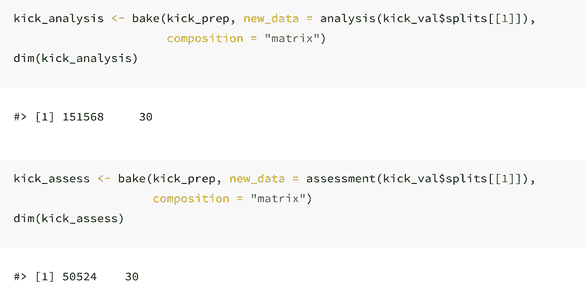 kick_analysis <- bake(kick_prep, new_data = analysis(kick_val$splits[[1]]),
                      composition = "matrix")
dim(kick_analysis)
#> [1] 151568     30
kick_assess <- bake(kick_prep, new_data = assessment(kick_val$splits[[1]]),
                    composition = "matrix")
dim(kick_assess)
#> [1] 50524    30